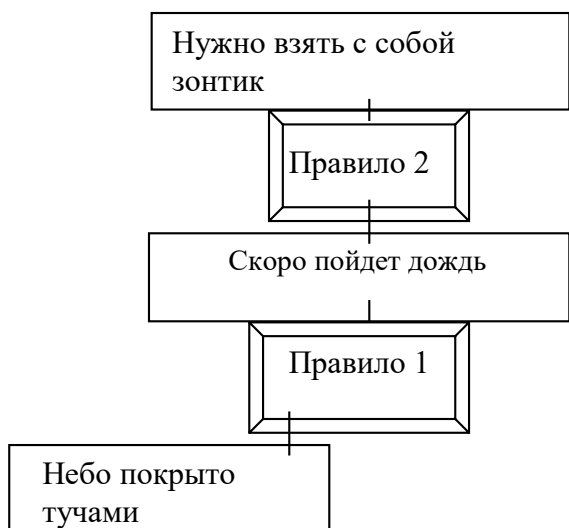 Нужно взять с собой
зонтик
Правило 2
Скоро пойдет дождь
Правило 1
Небо покрыто
тучами